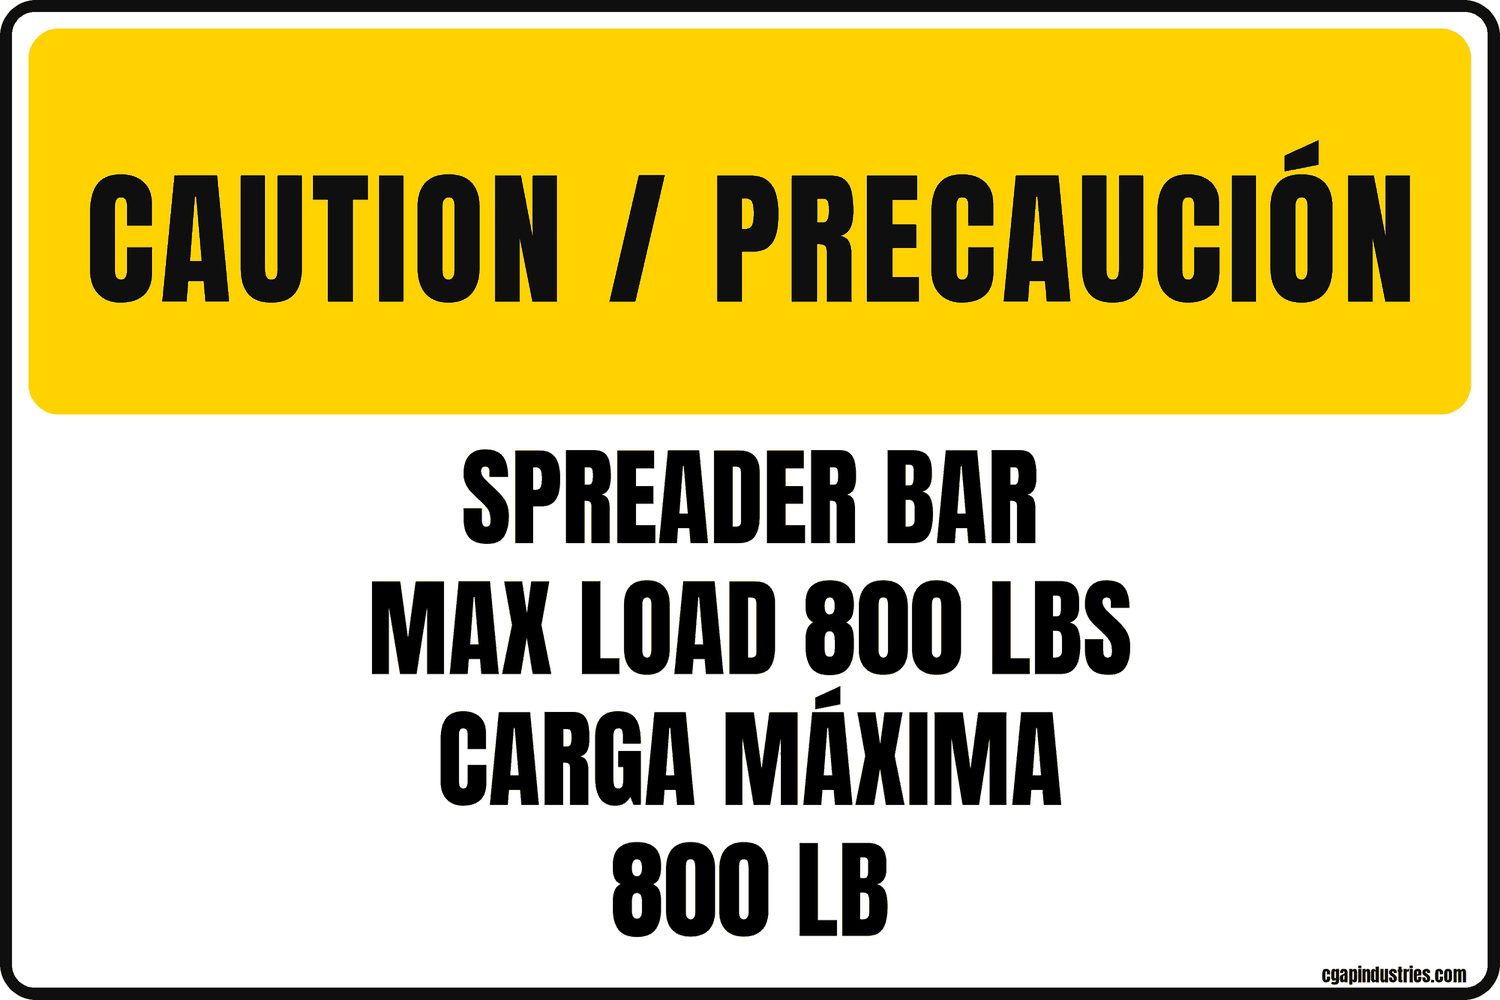 CAUTION / PRECAUCIÓN
SPREADER BAR
MAX LOAD 800 LBS
CARGA MÁXIMA
800 LB
cgapindustries.com